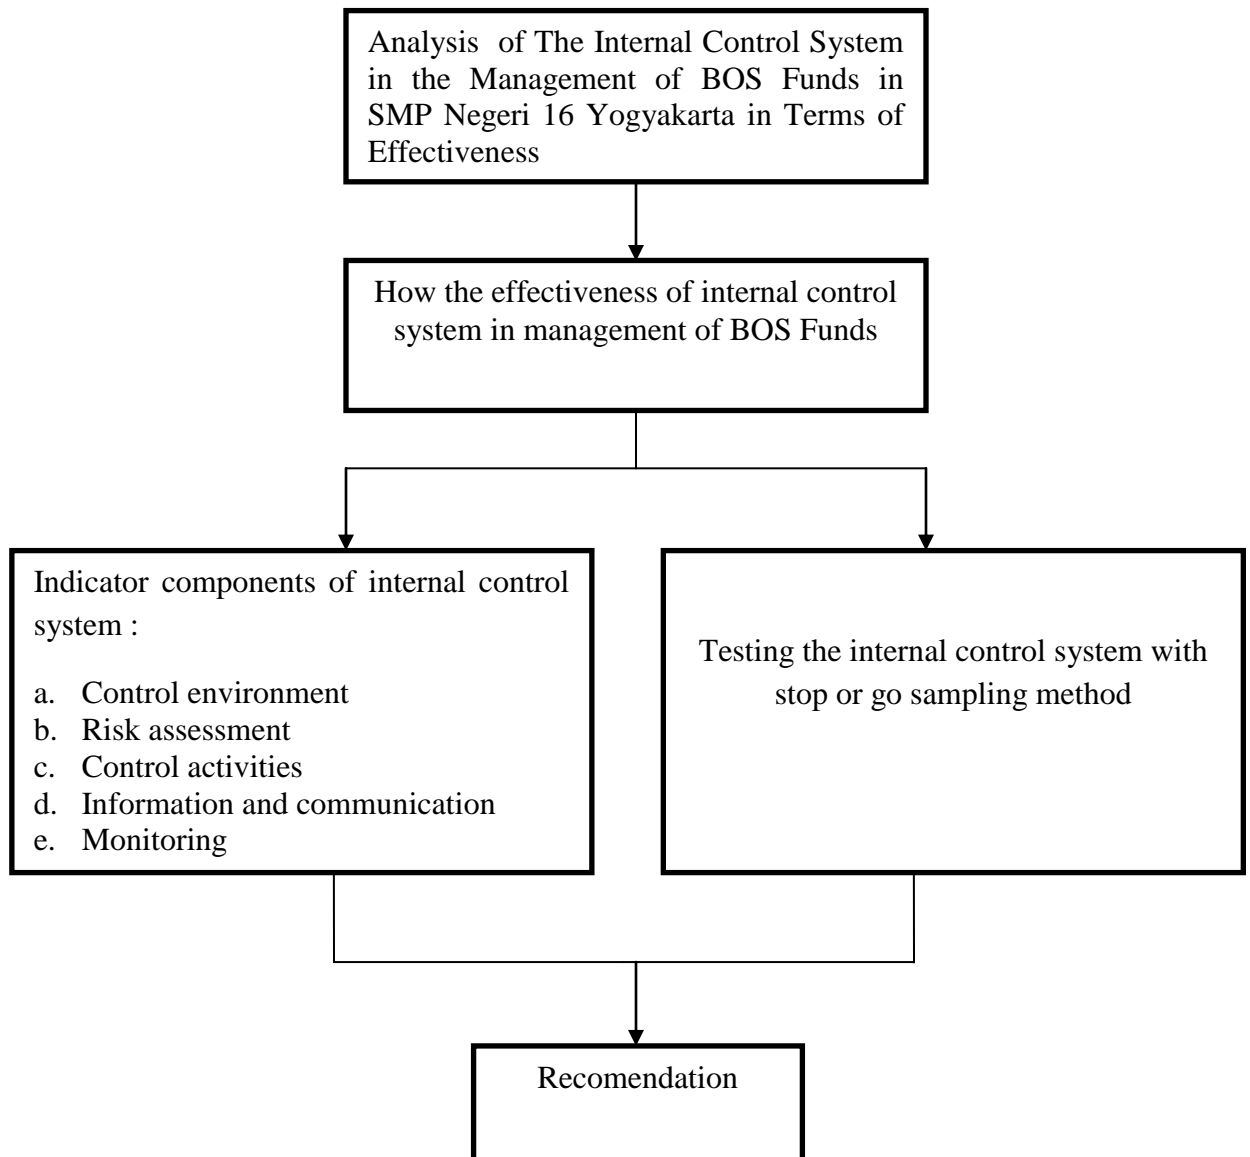 Analysis of The Internal Control System
in the Management of BOS Funds in
SMP Negeri 16 Yogyakarta in Terms of
Effectiveness
How the effectiveness of internal control
system in management of BOS Funds
Indicator components of internal control
system :
a. Control environment
b. Risk assessment
c. Control activities
d. Information and communication
e. Monitoring
Testing the internal control system with
stop or go sampling method
Recomendation